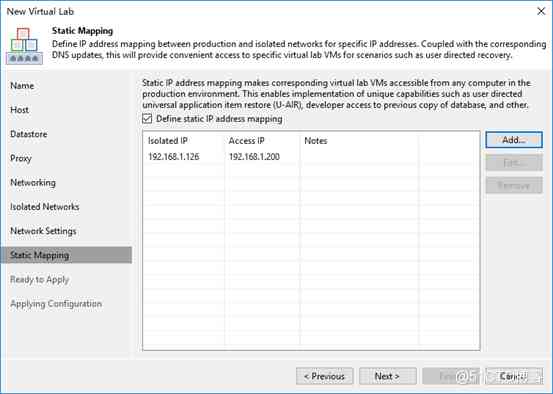 New Virtual Lab
Static Mapping
Define IP address mapping between production and isolated networks for specific IP addresses. Coupled with the corresponding
DNS updates, this will provide convenient access to specific virtual lab VMs for scenarios such as user directed recovery.
Name
Host
Datastore
Proxy
Networking
Isolated Networks
Network Settings
Static Mapping
Ready to Apply
Applying Configuration
Static IP address mapping makes corresponding virtual lab VMs accessible from any computer in the
production environment. This enables implementation of unique capabilities such as user directed
universal application item restore (U-AIR), developer access to previous copy of database, and other.
Define static IP address mapping
Isolated IP Access IP Notes
192.168.1.126 192.168.1.200
Add...
Edit...
Remove
< Previous Next > Cancel